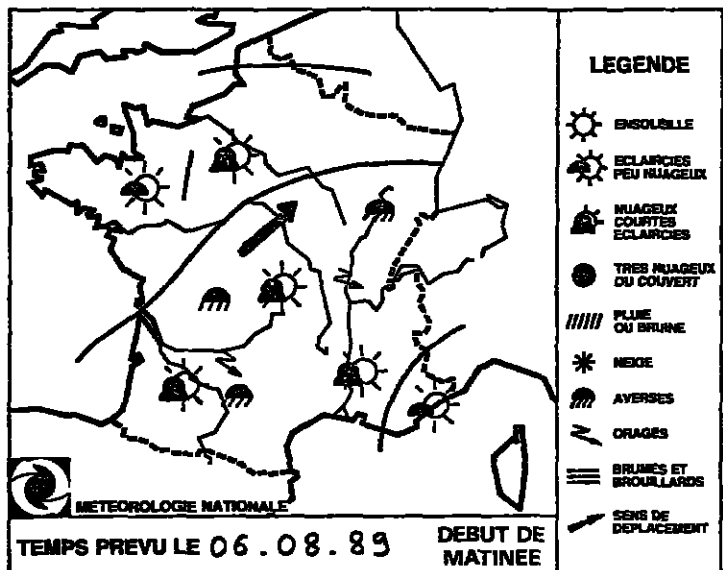 LEGENDE
ENSOLEILLE
ECLAIRCIES
PEU NUAGEUX
NUAGEUX
COURTES
ECLAIRCIES
TRES NUAGEUX
OU COUVERT
PLUIE
OU BRUINE
NEIGE
AVERSES
ORAGES
BRUMES ET
BROUILLARDS
SENS DE
DEPLACEMENT
METEOROLOGIE NATIONALE
TEMPS PREVU LE 06.08.89
DEBUT DE
MATINEE